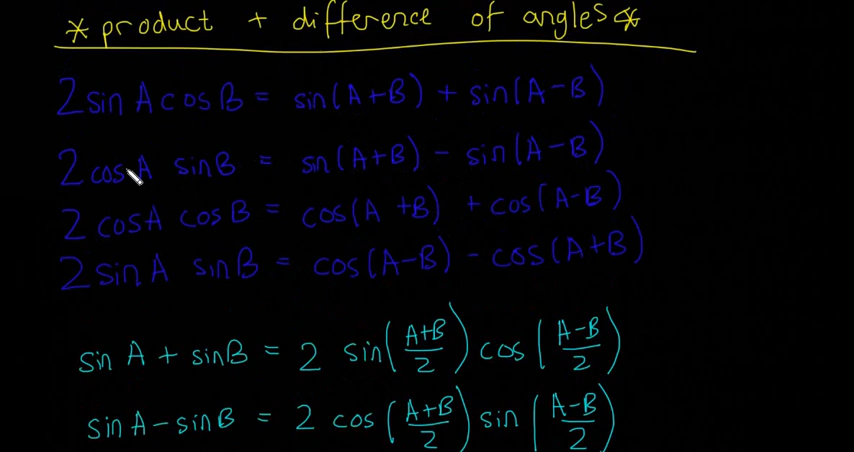 * product + difference of angles *
2 sin A cos B = sin(A+B) + sin(A-B)
2 cos A sin B = sin(A+B) - sin(A-B)
2 cos A cos B = cos(A+B) + cos(A-B)
2 sin A sin B = cos(A-B) - cos(A+B)
sin A + sin B = 2 sin((A+B)/2) cos((A-B)/2)
sin A - sin B = 2 cos((A+B)/2) sin((A-B)/2)